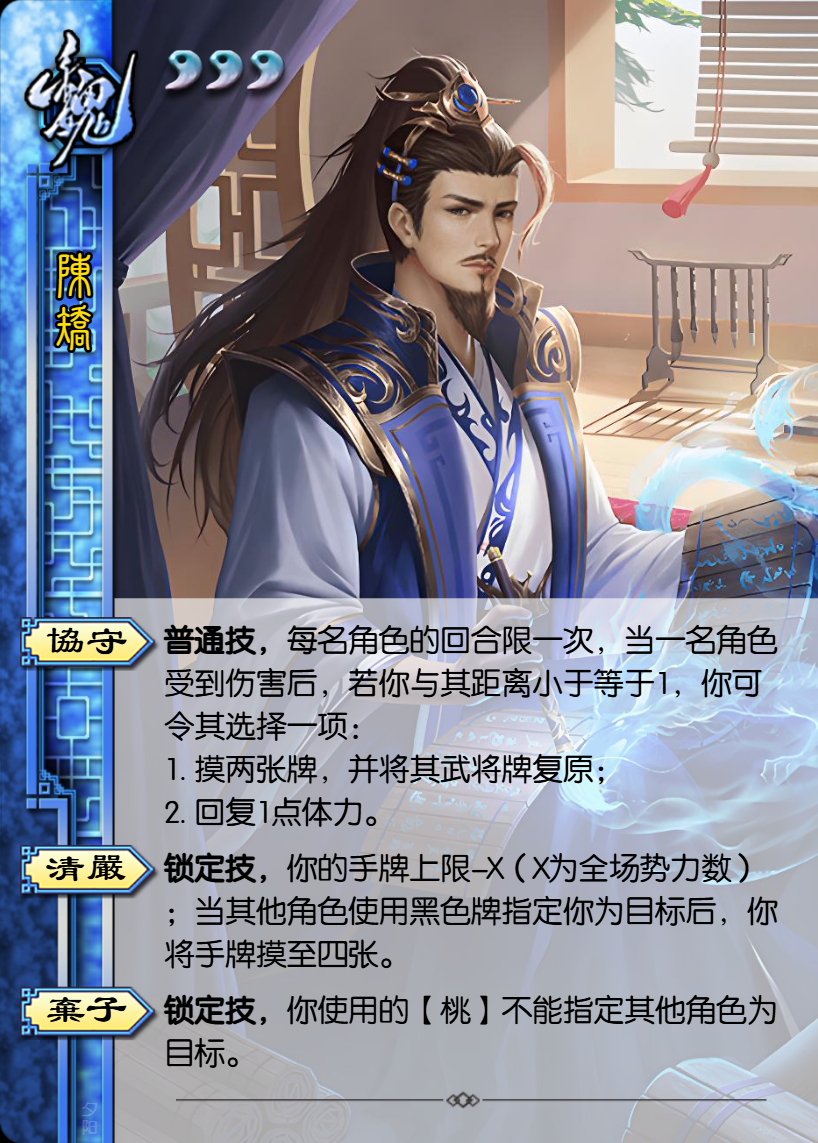 魏
陳矯
協守
普通技，每名角色的回合限一次，当一名角色
受到伤害后，若你与其距离小于等于1，你可
令其选择一项：
1. 摸两张牌，并将其武将牌复原；
2. 回复1点体力。
清嚴
锁定技，你的手牌上限-X（X为全场势力数）
；当其他角色使用黑色牌指定你为目标后，你
将手牌摸至四张。
棄子
锁定技，你使用的【桃】不能指定其他角色为
目标。
夕阳